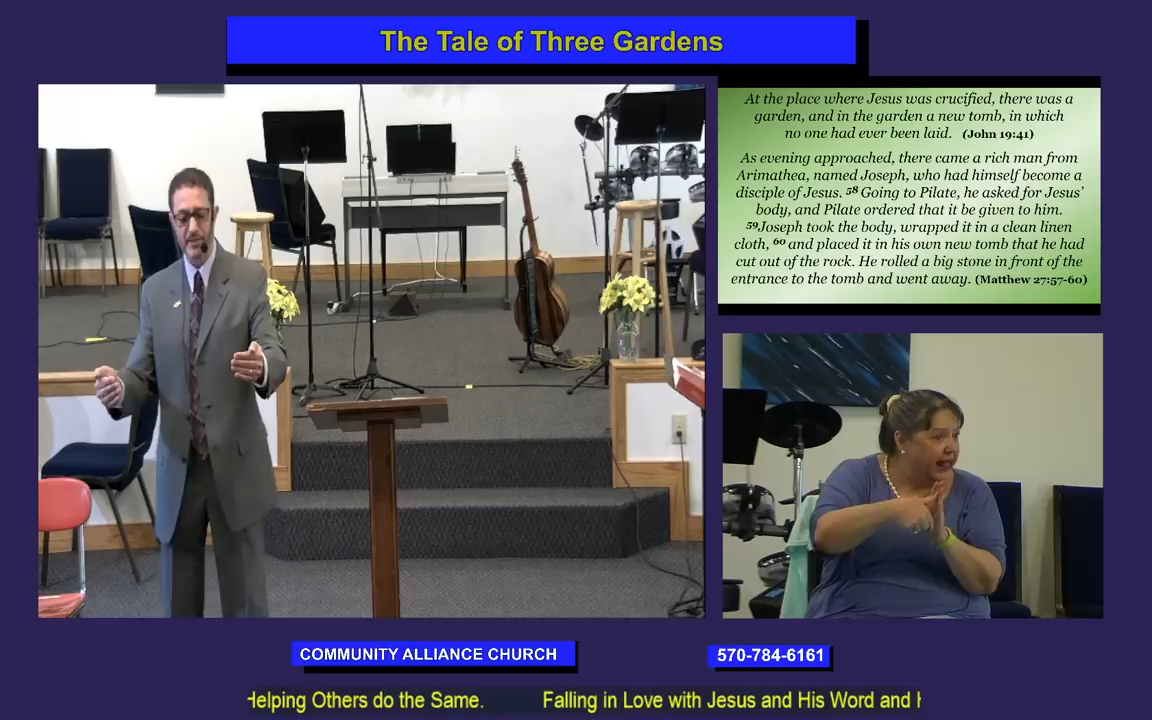 The Tale of Three Gardens
At the place where Jesus was crucified, there was a
garden, and in the garden a new tomb, in which
no one had ever been laid. (John 19:41)
As evening approached, there came a rich man from
Arimathea, named Joseph, who had himself become a
disciple of Jesus. ⁵⁸ Going to Pilate, he asked for Jesus’
body, and Pilate ordered that it be given to him.
⁵⁹Joseph took the body, wrapped it in a clean linen
cloth, ⁶⁰ and placed it in his own new tomb that he had
cut out of the rock. He rolled a big stone in front of the
entrance to the tomb and went away. (Matthew 27:57-60)
COMMUNITY ALLIANCE CHURCH
570-784-6161
Helping Others do the Same. Falling in Love with Jesus and His Word and